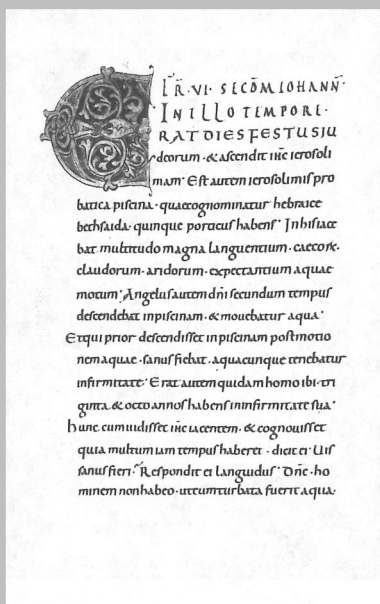 FER̄·VI· SECDM̄ IOHANN̄·
IN ILLO TEMPORE·
ERAT DIES FESTUS IU
deorum · & ascendit ihc ierosoli
mam· Est autem ierosolimis pro
batica piscina · quae cognominatur hebraice
bethsaida · quinque porticus habens· In his iace
bat multitudo magna languentium · caecor̄·
claudorum · aridorum · expectantium aquae
motum· Angelus autem dni secundum tempus
descendebat in piscinam · & mouebatur aqua·
Et qui prior descendisset in piscinam post motio
nem aquae · sanus fiebat · a quacunque tenebatur
infirmitate· Erat autem quidam homo ibi · tri
ginta · & octo annos habens in infirmitate sua·
Hunc cum uidisset ihc iacentem · & cognouisset
quia multum iam tempus haberet · dicit ei· Uis
sanus fieri· Respondit ei languidus· Dne · ho
minem non habeo · ut cum turbata fuerit aqua·